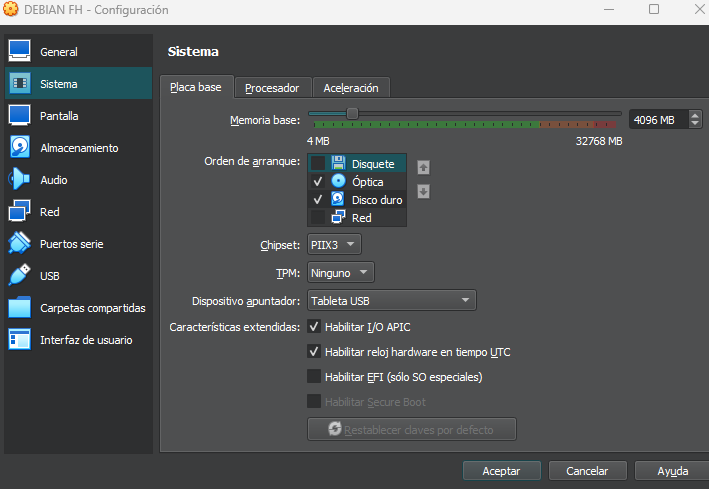 DEBIAN FH - Configuración
General
Sistema
Pantalla
Almacenamiento
Audio
Red
Puertos serie
USB
Carpetas compartidas
Interfaz de usuario
Sistema
Placa base Procesador Aceleración
Memoria base: 4096 MB
4 MB 32768 MB
Orden de arranque: Disquete
Óptica
Disco duro
Red
Chipset: PIIX3
TPM: Ninguno
Dispositivo apuntador: Tableta USB
Características extendidas: Habilitar I/O APIC
Habilitar reloj hardware en tiempo UTC
Habilitar EFI (sólo SO especiales)
Habilitar Secure Boot
Restablecer claves por defecto
Aceptar Cancelar Ayuda